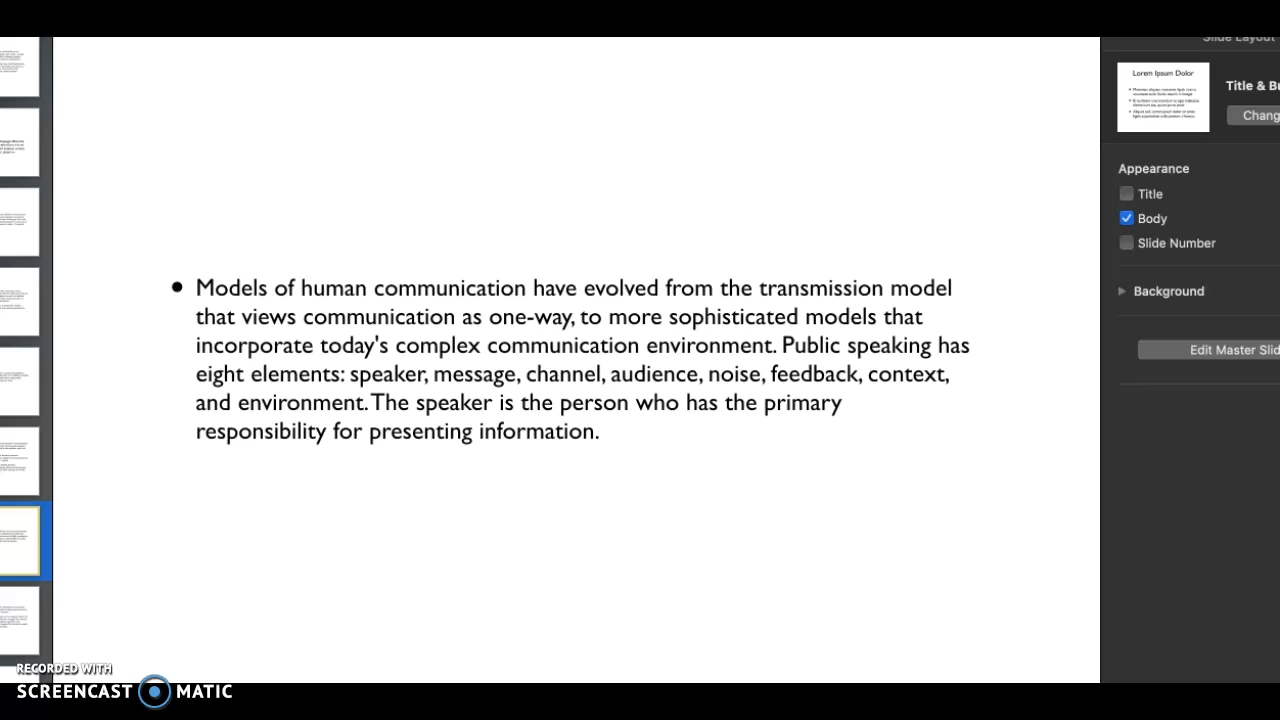 Slide Layout
Lorem Ipsum Dolor
Title & Bu
Chang
Appearance
Title
Body
Slide Number
Background
Edit Master Slid
• Models of human communication have evolved from the transmission model
that views communication as one-way, to more sophisticated models that
incorporate today's complex communication environment. Public speaking has
eight elements: speaker, message, channel, audience, noise, feedback, context,
and environment. The speaker is the person who has the primary
responsibility for presenting information.
RECORDED WITH
SCREENCAST MATIC